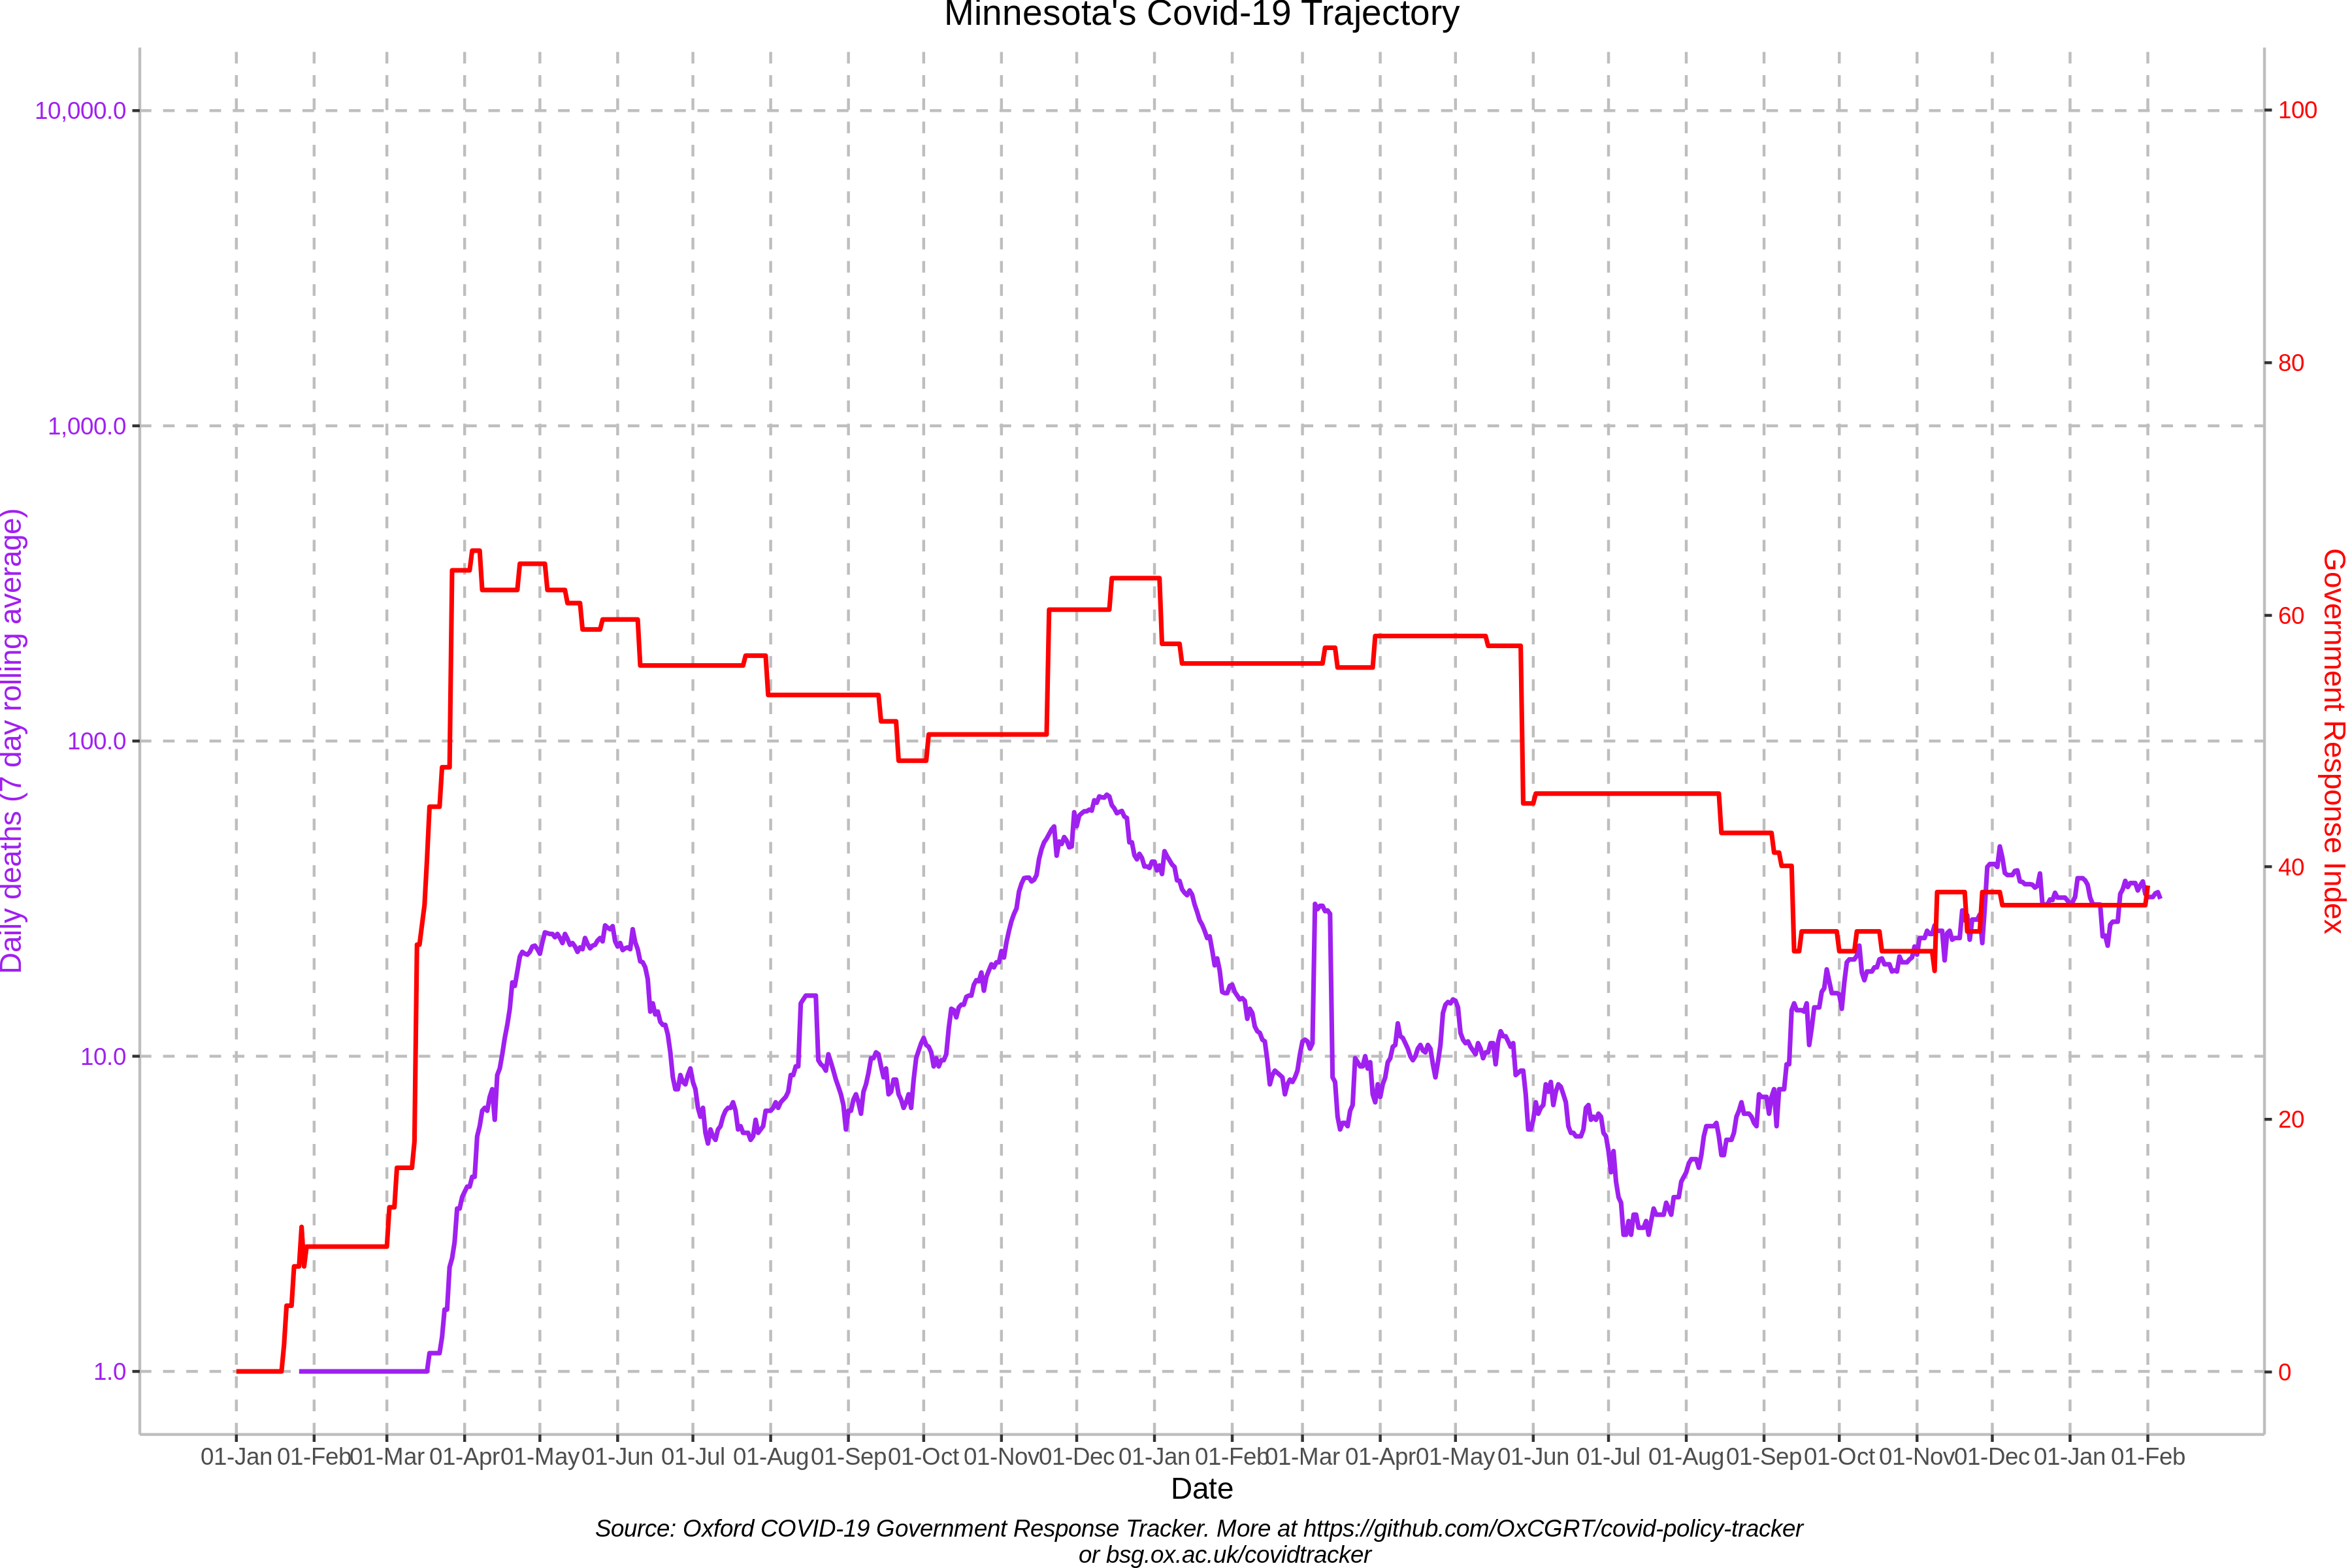 Minnesota's Covid-19 Trajectory
10,000.0
1,000.0
100.0
10.0
1.0
Daily deaths (7 day rolling average)
100
80
60
40
20
0
Government Response Index
01-Jan 01-Feb 01-Mar 01-Apr 01-May 01-Jun 01-Jul 01-Aug 01-Sep 01-Oct 01-Nov 01-Dec 01-Jan 01-Feb 01-Mar 01-Apr 01-May 01-Jun 01-Jul 01-Aug 01-Sep 01-Oct 01-Nov 01-Dec 01-Jan 01-Feb
Date
Source: Oxford COVID-19 Government Response Tracker. More at https://github.com/OxCGRT/covid-policy-tracker
or bsg.ox.ac.uk/covidtracker